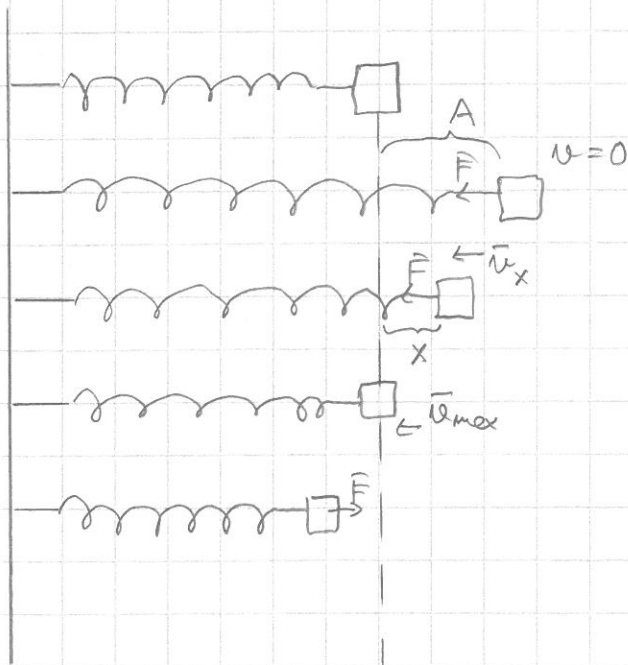 A
F̅ v = 0
F̅ ← v̅x
x
← v̅max
F̅